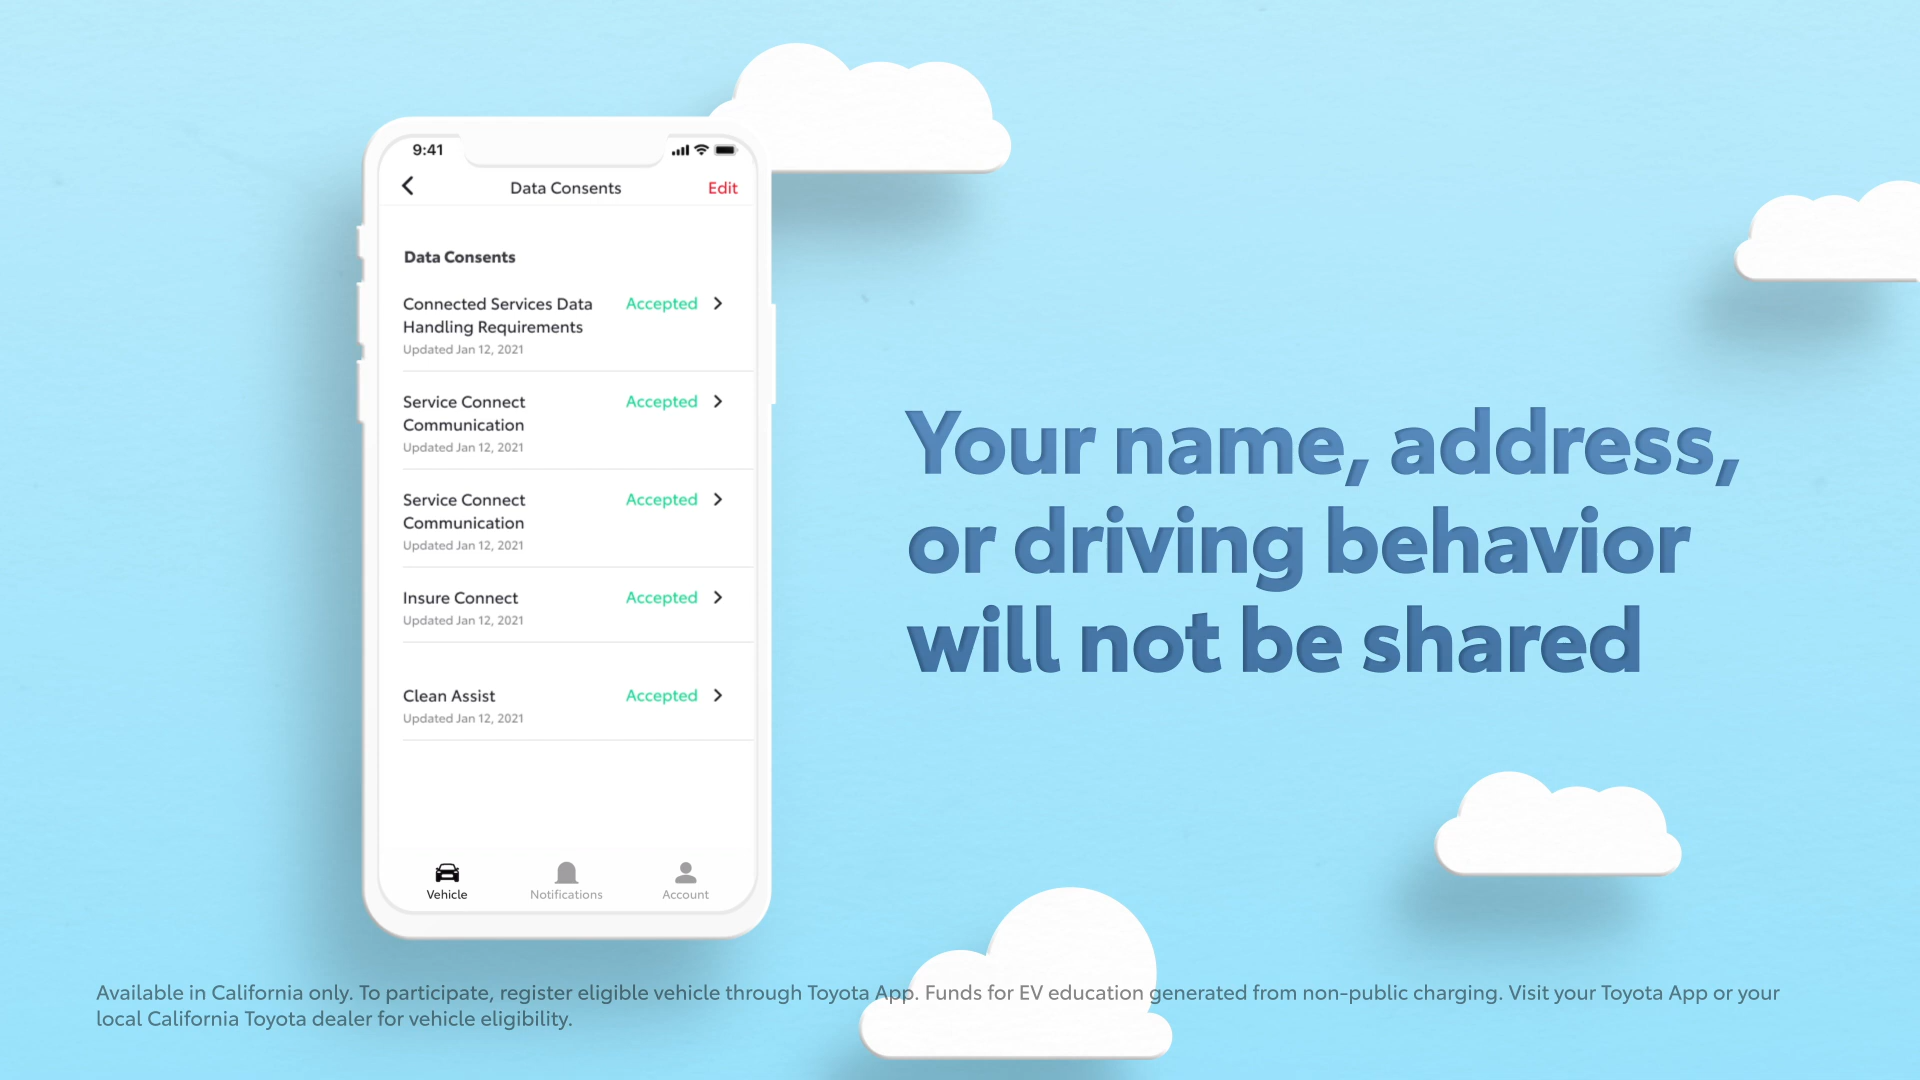 9:41
Data Consents
Edit
Data Consents
Connected Services Data
Handling Requirements
Accepted
Updated Jan 12, 2021
Service Connect
Communication
Accepted
Updated Jan 12, 2021
Service Connect
Communication
Accepted
Updated Jan 12, 2021
Insure Connect
Accepted
Updated Jan 12, 2021
Clean Assist
Accepted
Updated Jan 12, 2021
Vehicle
Notifications
Account
Your name, address,
or driving behavior
will not be shared
Available in California only. To participate, register eligible vehicle through Toyota App. Funds for EV education generated from non-public charging. Visit your Toyota App or your
local California Toyota dealer for vehicle eligibility.